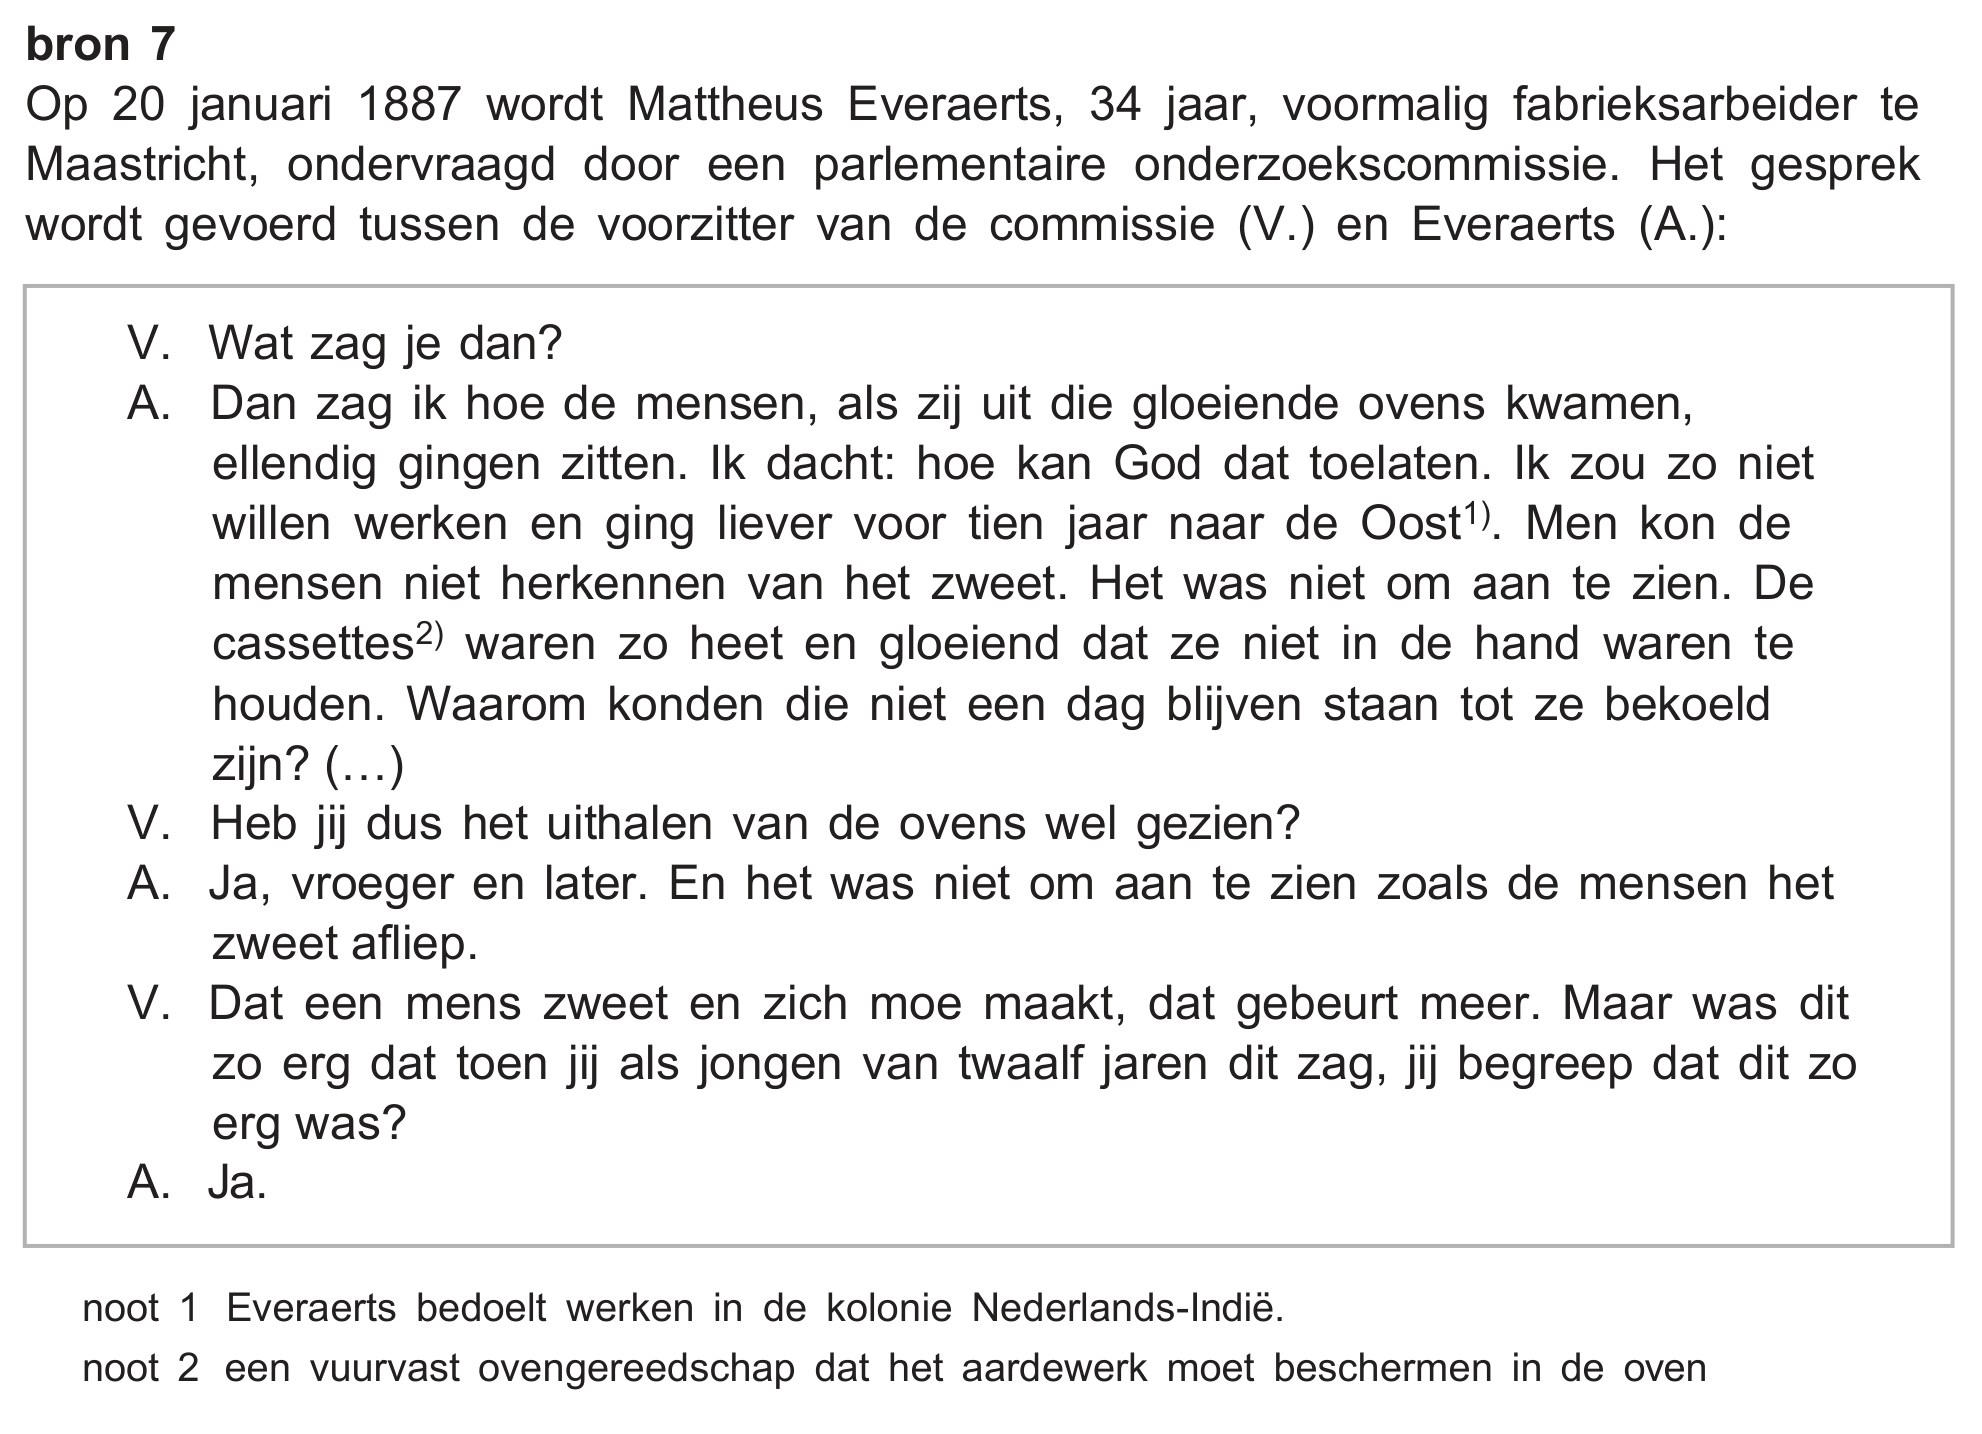 bron 7
Op 20 januari 1887 wordt Mattheus Everaerts, 34 jaar, voormalig fabrieksarbeider te
Maastricht, ondervraagd door een parlementaire onderzoekscommissie. Het gesprek
wordt gevoerd tussen de voorzitter van de commissie (V.) en Everaerts (A.):
V. Wat zag je dan?
A. Dan zag ik hoe de mensen, als zij uit die gloeiende ovens kwamen,
ellendig gingen zitten. Ik dacht: hoe kan God dat toelaten. Ik zou zo niet
willen werken en ging liever voor tien jaar naar de Oost1). Men kon de
mensen niet herkennen van het zweet. Het was niet om aan te zien. De
cassettes2) waren zo heet en gloeiend dat ze niet in de hand waren te
houden. Waarom konden die niet een dag blijven staan tot ze bekoeld
zijn? (…)
V. Heb jij dus het uithalen van de ovens wel gezien?
A. Ja, vroeger en later. En het was niet om aan te zien zoals de mensen het
zweet afliep.
V. Dat een mens zweet en zich moe maakt, dat gebeurt meer. Maar was dit
zo erg dat toen jij als jongen van twaalf jaren dit zag, jij begreep dat dit zo
erg was?
A. Ja.
noot 1 Everaerts bedoelt werken in de kolonie Nederlands-Indië.
noot 2 een vuurvast ovengereedschap dat het aardewerk moet beschermen in de oven